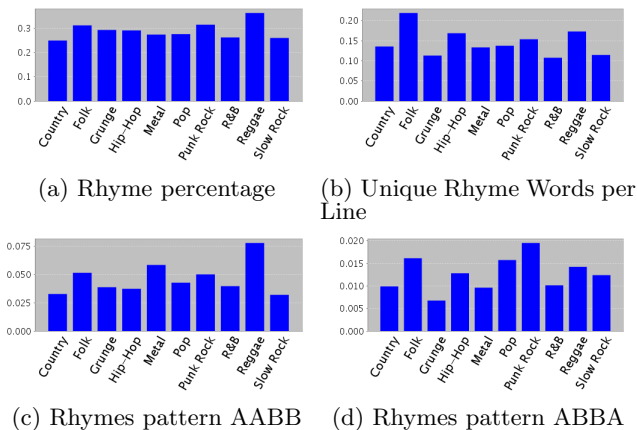 0.3
0.2
0.1
0.0
Country
Folk
Grunge
Hip-Hop
Metal
Pop
Punk Rock
R&B
Reggae
Slow Rock
(a) Rhyme percentage
0.20
0.15
0.10
0.05
0.00
Country
Folk
Grunge
Hip-Hop
Metal
Pop
Punk Rock
R&B
Reggae
Slow Rock
(b) Unique Rhyme Words per
Line
0.075
0.050
0.025
0.000
Country
Folk
Grunge
Hip-Hop
Metal
Pop
Punk Rock
R&B
Reggae
Slow Rock
(c) Rhymes pattern AABB
0.020
0.015
0.010
0.005
0.000
Country
Folk
Grunge
Hip-Hop
Metal
Pop
Punk Rock
R&B
Reggae
Slow Rock
(d) Rhymes pattern ABBA